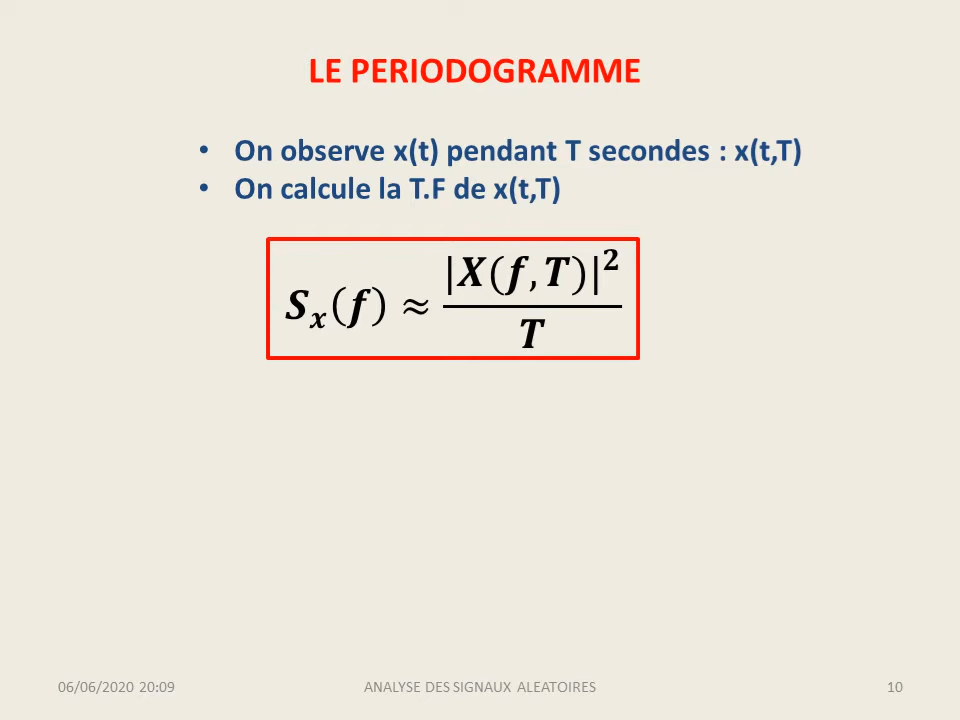 LE PERIODOGRAMME
• On observe x(t) pendant T secondes : x(t,T)
• On calcule la T.F de x(t,T)
𝑺𝒙(𝒇) ≈ |𝑿(𝒇,𝑻)|² / 𝑻
06/06/2020 20:09 ANALYSE DES SIGNAUX ALEATOIRES 10